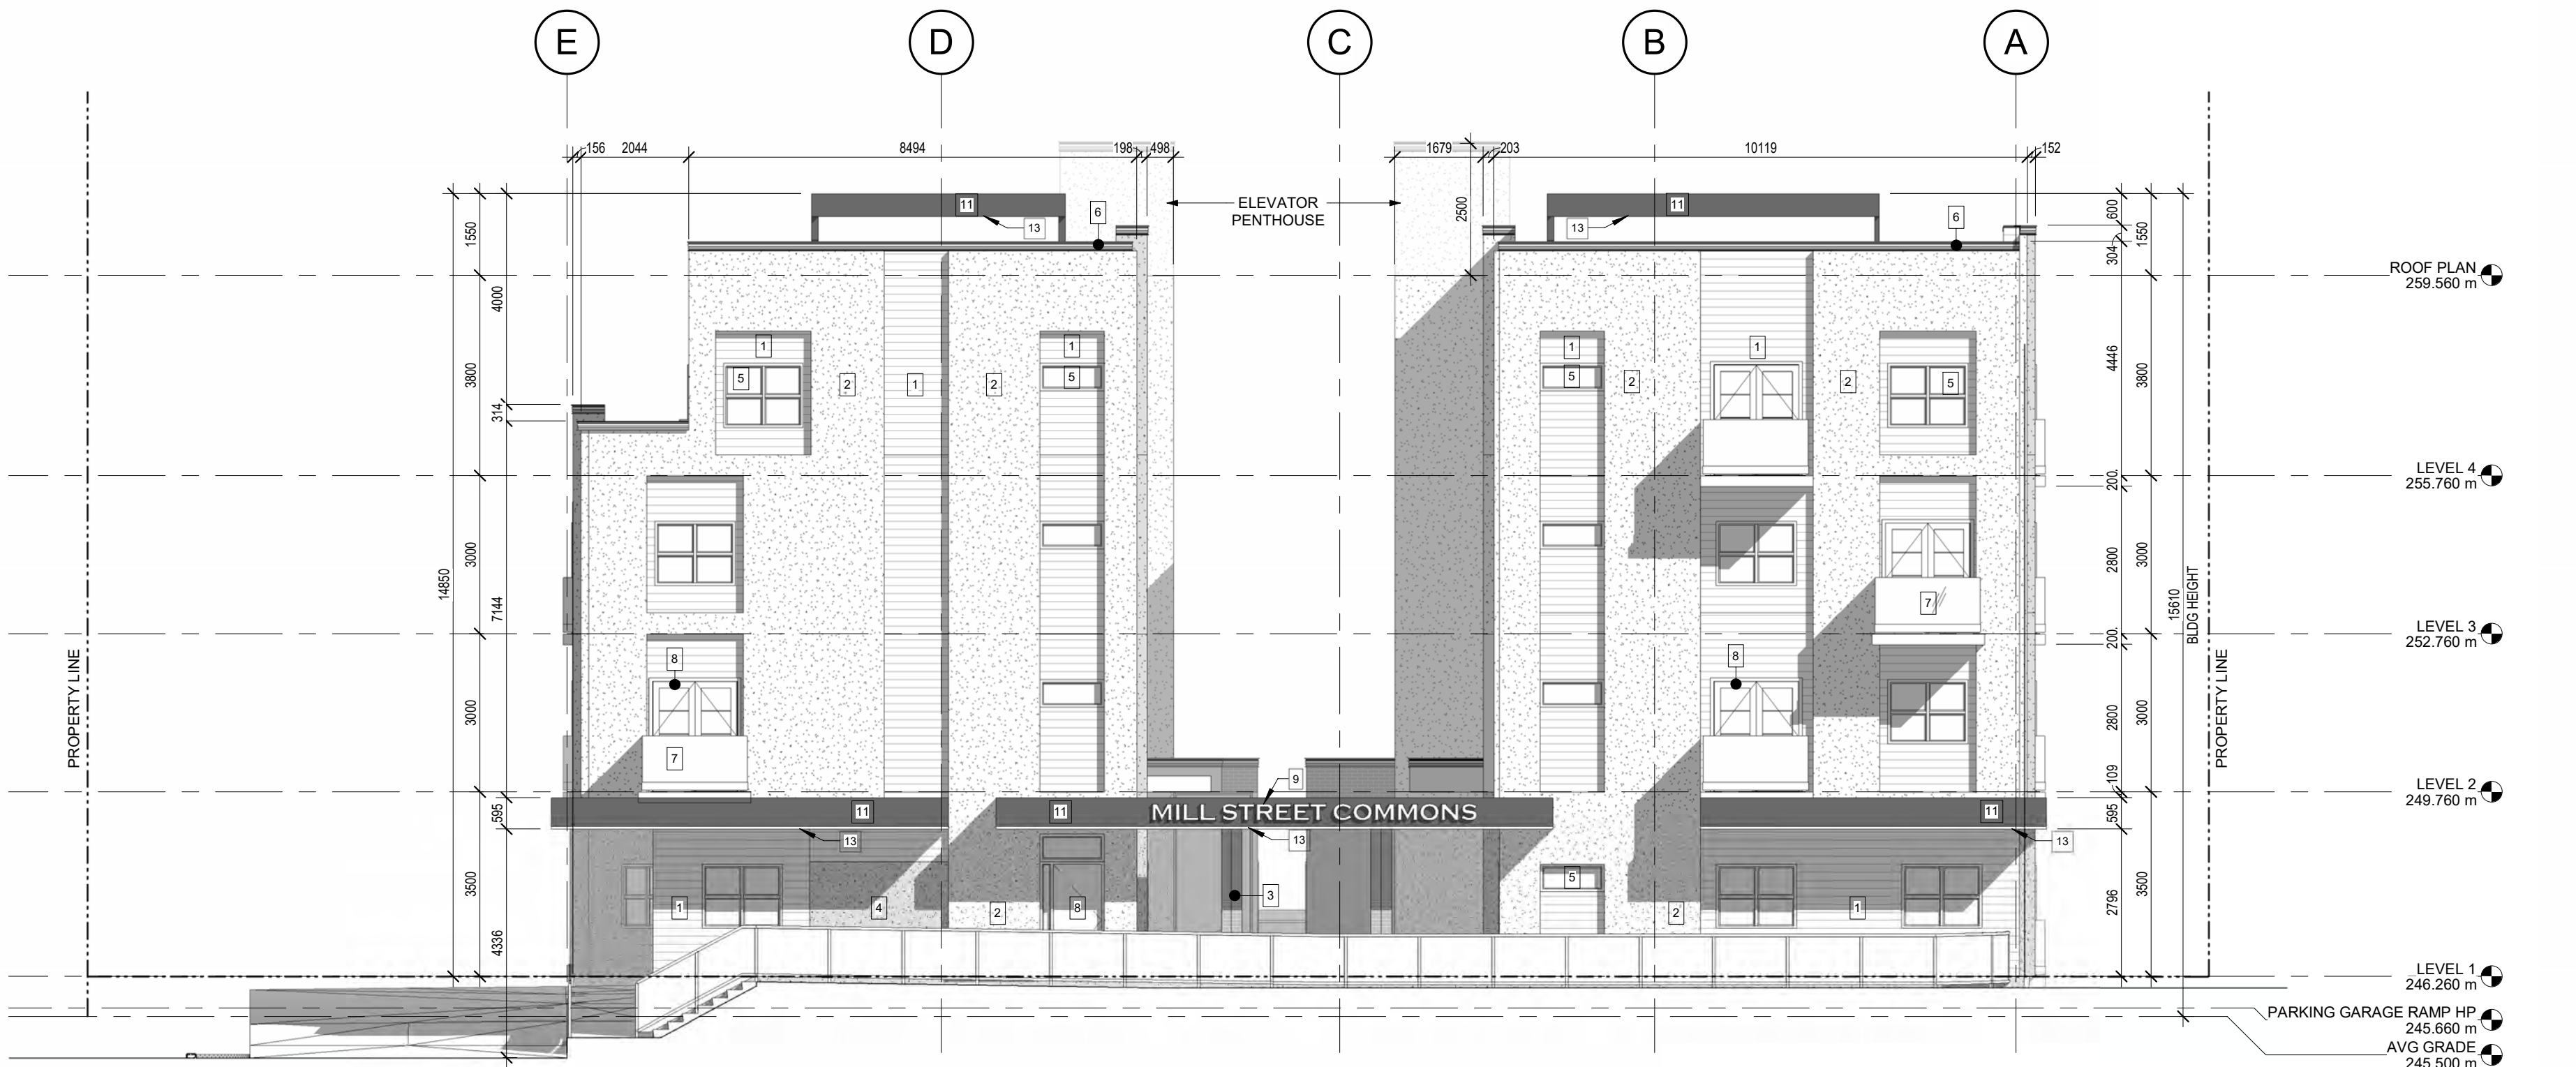 E D C B A
156 2044 8494 198 498 1679 203 10119 152
11 6 ELEVATOR 2500 11 6 600
13 PENTHOUSE 13
1550 304 1550
ROOF PLAN
259.560 m
4000
1 1 1 1
5 2 1 2 5 5 2 2 5
3800 4446 3800
314
LEVEL 4
255.760 m
200
3000 2800 3000
14850
7144
7
15610
BLDG HEIGHT
LEVEL 3
252.760 m
200
8 8
PROPERTY LINE PROPERTY LINE
3000 2800 3000
7
9 109
LEVEL 2
249.760 m
595 11 11 MILL STREET COMMONS 11 595
13 13 13
5
3500 3 3500
1 4 2 8 2 1 2796
4336
LEVEL 1
246.260 m
PARKING GARAGE RAMP HP
245.660 m
AVG GRADE
245.500 m